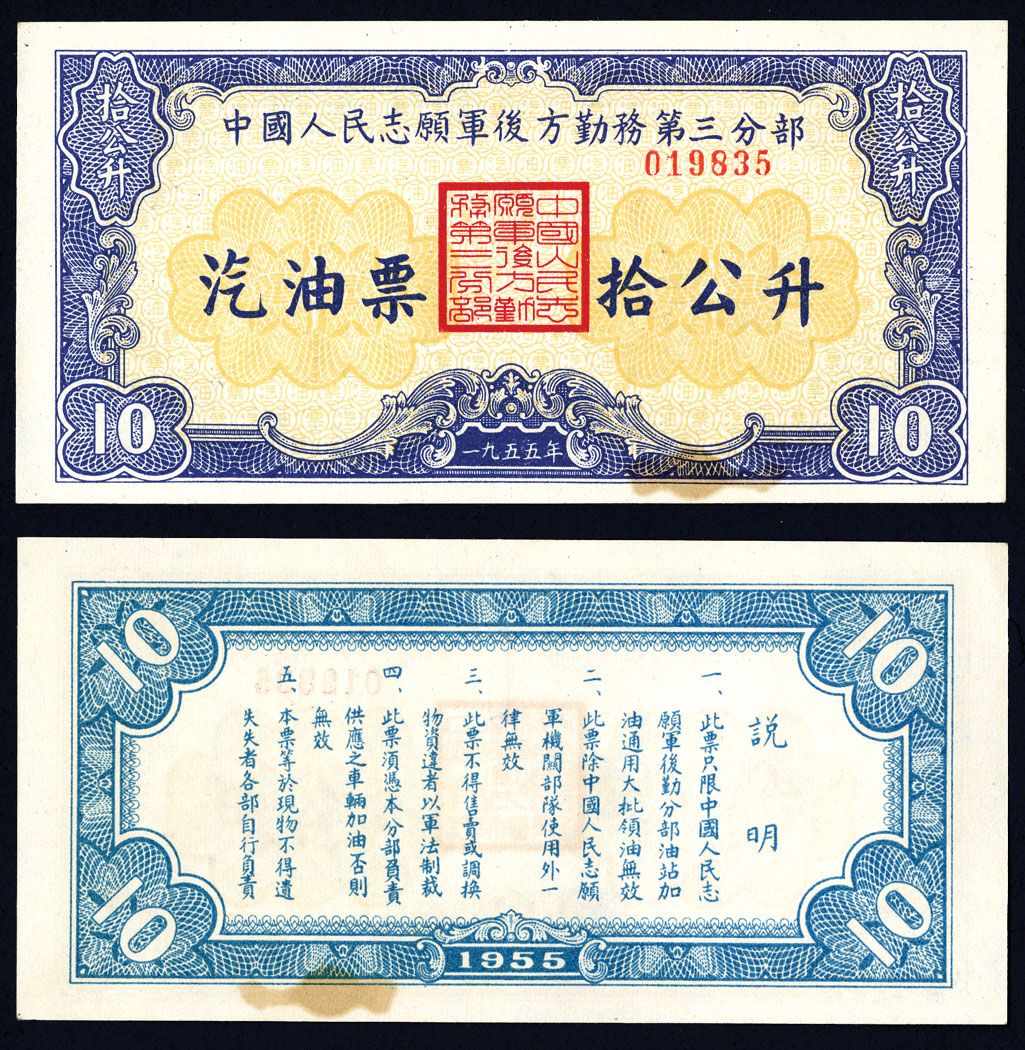 拾公升
拾公升
中國人民志願軍後方勤務第三分部
019835
中國人民志
願軍後方勤
務第三分部
汽油票
拾公升
10
10
一九五五年
10
10
説明
一、此票只限中國人民志
願軍後勤分部油站加
油通用大批領油無效
二、此票除中國人民志願
軍機關部隊使用外一
律無效
三、此票不得售賣或調換
物資違者以軍法制裁
四、此票須憑本分部負責
供應之車輛加油否則
無效
五、本票等於現物不得遺
失失者各部自行負責
10
10
1955